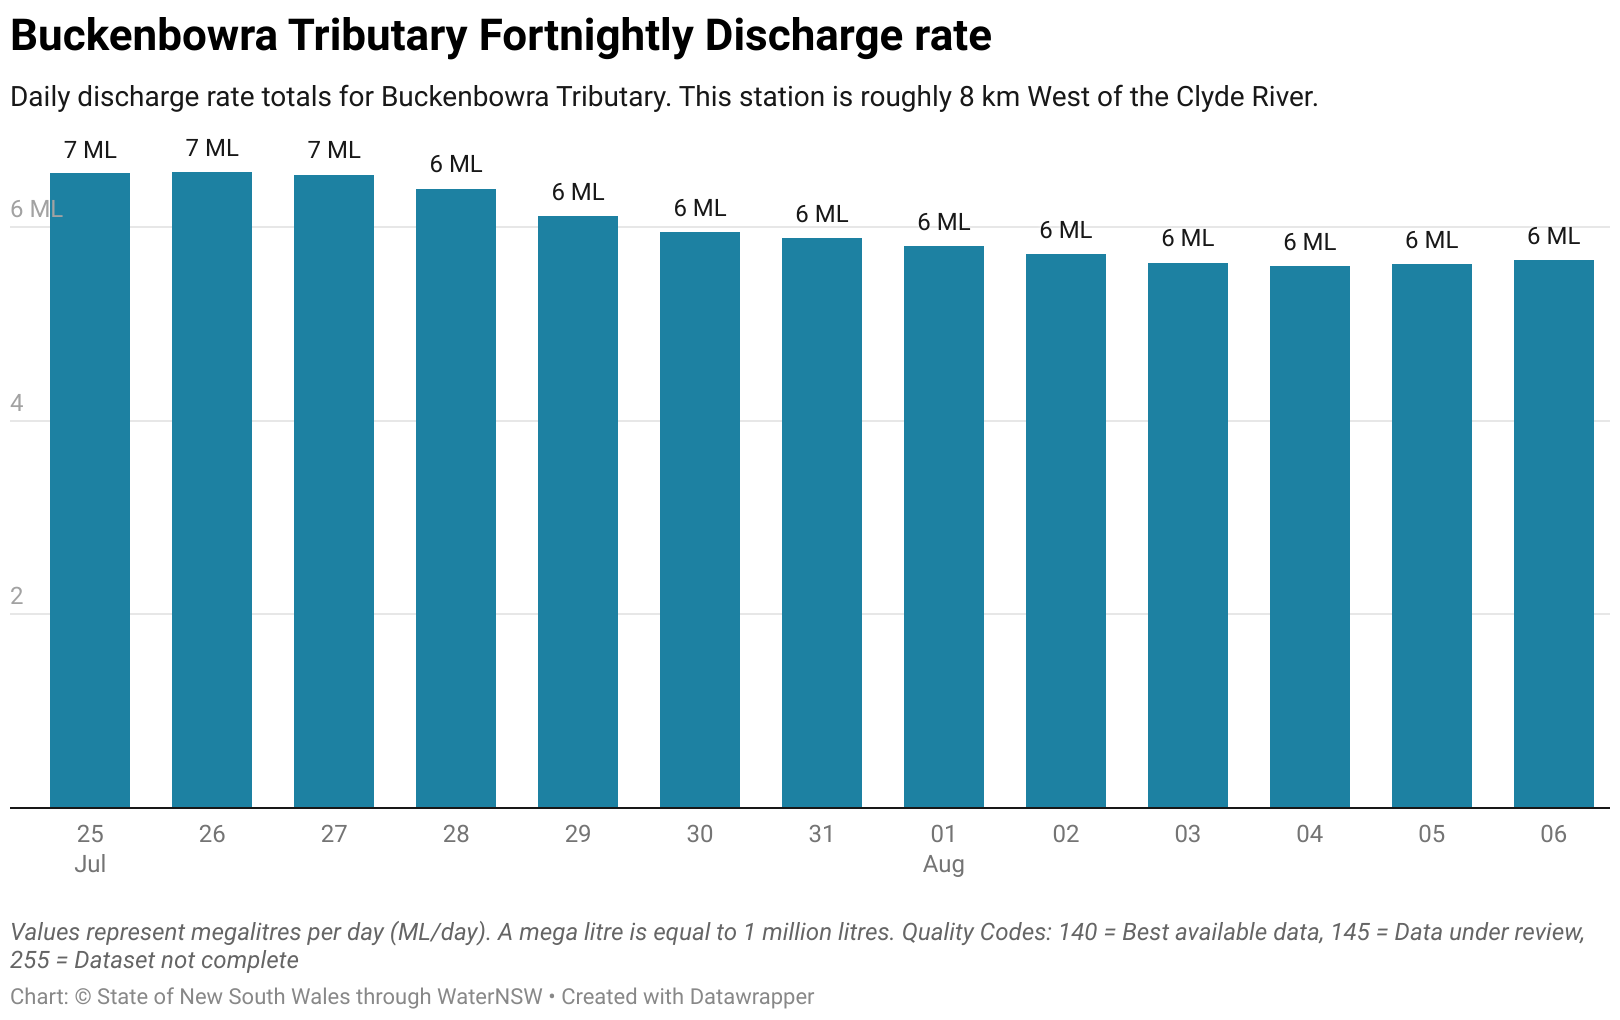 Buckenbowra Tributary Fortnightly Discharge rate
Daily discharge rate totals for Buckenbowra Tributary. This station is roughly 8 km West of the Clyde River.
7 ML
7 ML
7 ML
6 ML
6 ML
6 ML
6 ML
6 ML
6 ML
6 ML
6 ML
6 ML
6 ML
6 ML
4
2
25 26 27 28 29 30 31 01 02 03 04 05 06
Jul Aug
Values represent megalitres per day (ML/day). A mega litre is equal to 1 million litres. Quality Codes: 140 = Best available data, 145 = Data under review,
255 = Dataset not complete
Chart: © State of New South Wales through WaterNSW • Created with Datawrapper